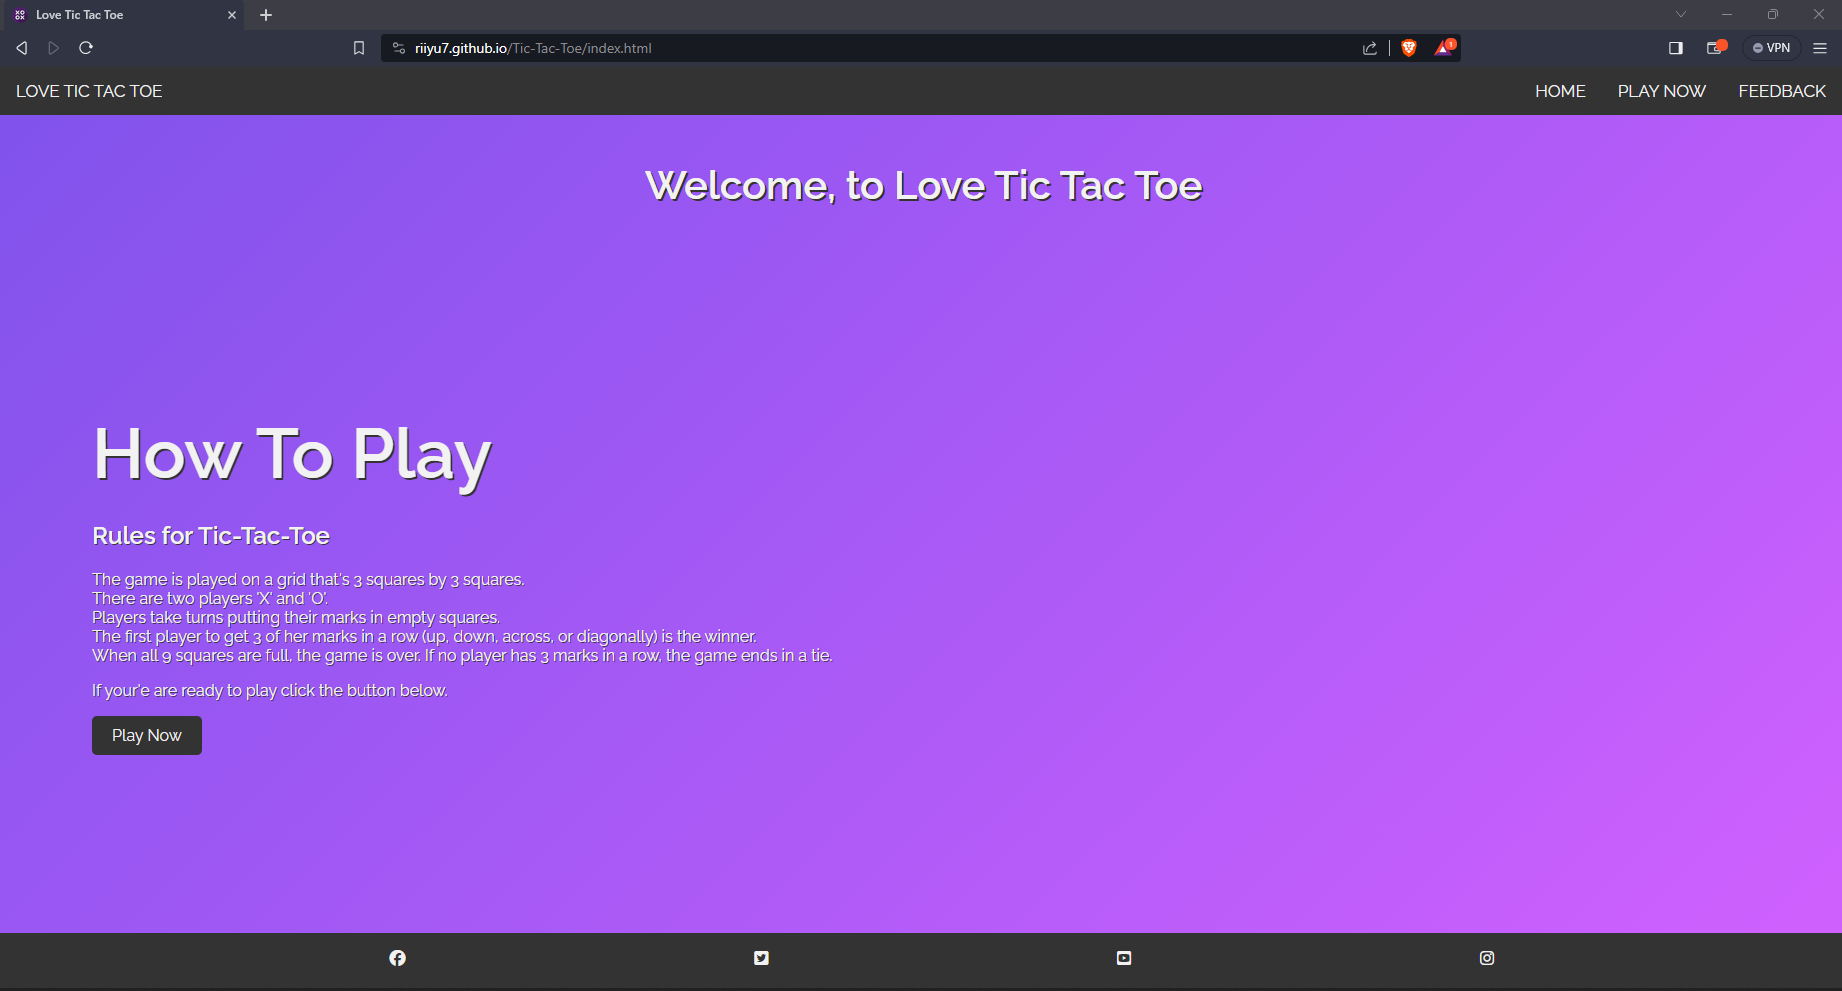 Love Tic Tac Toe
riiyu7.github.io/Tic-Tac-Toe/index.html
1
VPN
LOVE TIC TAC TOE
HOME PLAY NOW FEEDBACK
Welcome, to Love Tic Tac Toe
How To Play
Rules for Tic-Tac-Toe
The game is played on a grid that's 3 squares by 3 squares.
There are two players 'X' and 'O'.
Players take turns putting their marks in empty squares.
The first player to get 3 of her marks in a row (up, down, across, or diagonally) is the winner.
When all 9 squares are full, the game is over. If no player has 3 marks in a row, the game ends in a tie.
If your'e are ready to play click the button below.
Play Now